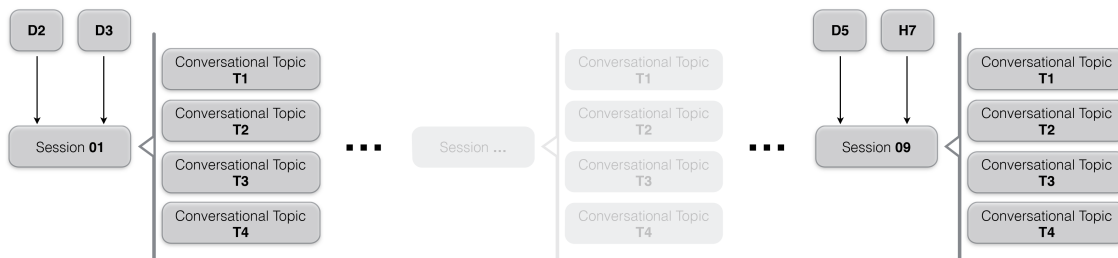 D2
D3
Session 01
Conversational Topic
T1
Conversational Topic
T2
Conversational Topic
T3
Conversational Topic
T4
Session ...
Conversational Topic
T1
Conversational Topic
T2
Conversational Topic
T3
Conversational Topic
T4
D5
H7
Session 09
Conversational Topic
T1
Conversational Topic
T2
Conversational Topic
T3
Conversational Topic
T4